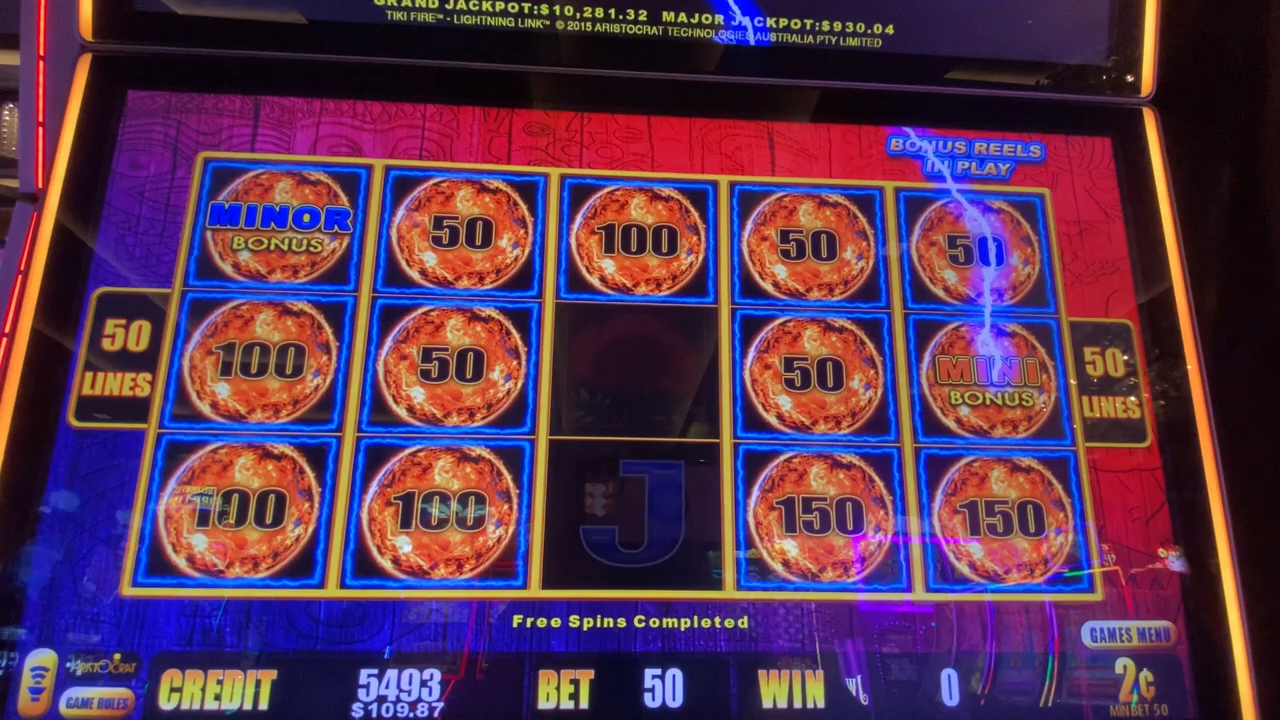 GRAND JACKPOT:$10,281.32 MAJOR JACKPOT:$930.04
TIKI FIRE™ - LIGHTNING LINK™ © 2015 ARISTOCRAT TECHNOLOGIES AUSTRALIA PTY LIMITED
BONUS REELS
IN PLAY
MINOR
BONUS
50
100
50
50
50
LINES
100
50
50
MINI
BONUS
50
LINES
100
100
J
150
150
Free Spins Completed
GAMES MENU
ARISTOCRAT
GAME RULES
CREDIT
5493
$109.87
BET 50
WIN 0
2¢
MIN BET 50